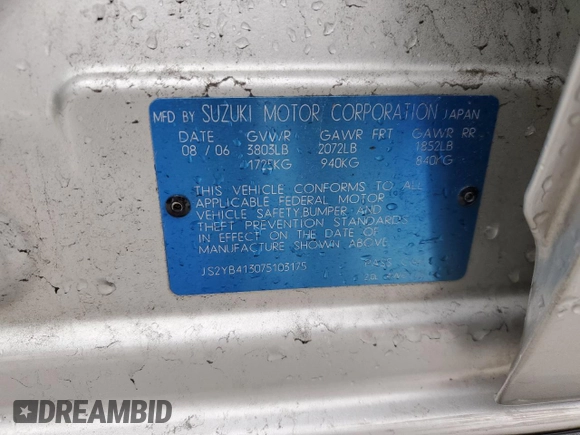 MFD BY SUZUKI MOTOR CORPORATION JAPAN
DATE GVWR GAWR FRT GAWR RR
08 / 06 3803LB 2072LB 1852LB
1725KG 940KG 840KG
THIS VEHICLE CONFORMS TO ALL
APPLICABLE FEDERAL MOTOR
VEHICLE SAFETY,BUMPER AND
THEFT PREVENTION STANDARDS
IN EFFECT ON THE DATE OF
MANUFACTURE SHOWN ABOVE
JS2YB413075103175
DREAMBID